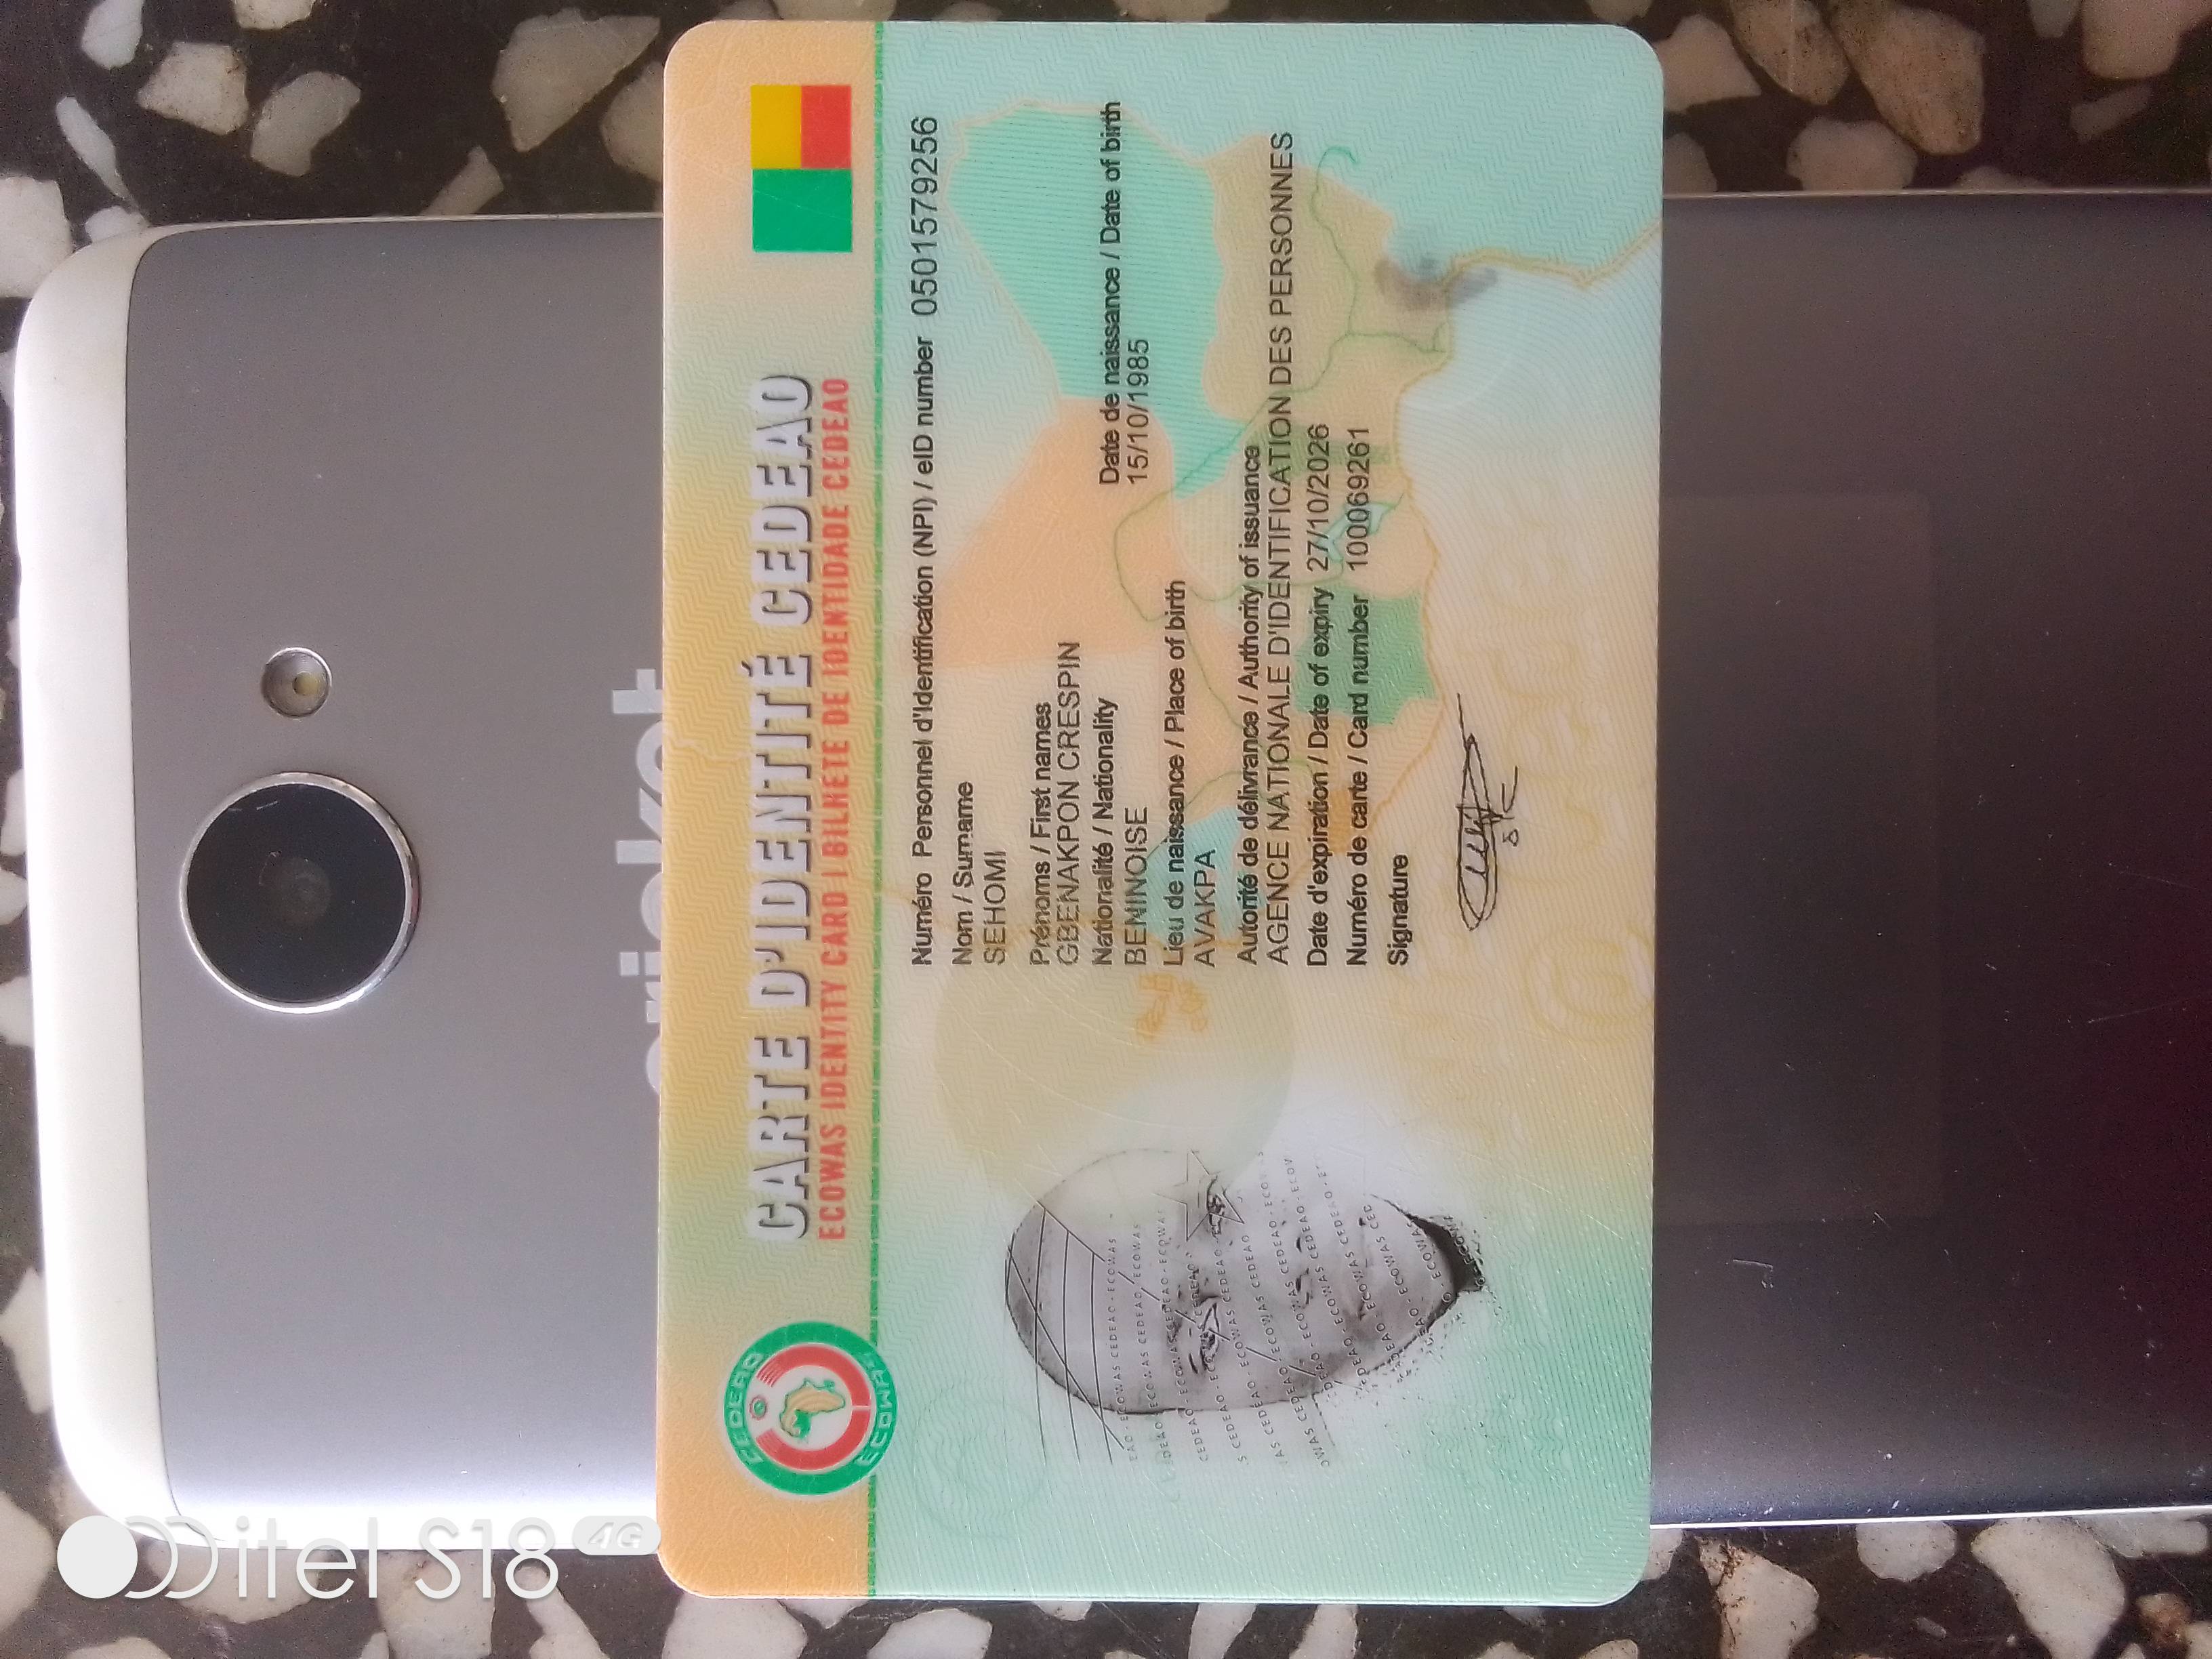 CARTE D'IDENTITÉ CEDEAO
ECOWAS IDENTITY CARD / BILHETE DE IDENTIDADE CEDEAO
CEDEAO
ECOWAS
Numéro Personnel d'Identification (NPI) / eID number 0501579256
Nom / Surname
SEHOMI
Prénoms / First names
GBENAKPON CRESPIN
Nationalité / Nationality
BENINOISE
Date de naissance / Date of birth
15/10/1985
Lieu de naissance / Place of birth
AVAKPA
Autorité de délivrance / Authority of issuance
AGENCE NATIONALE D'IDENTIFICATION DES PERSONNES
Date d'expiration / Date of expiry 27/10/2026
Numéro de carte / Card number 100069261
Signature
itel S18 4G